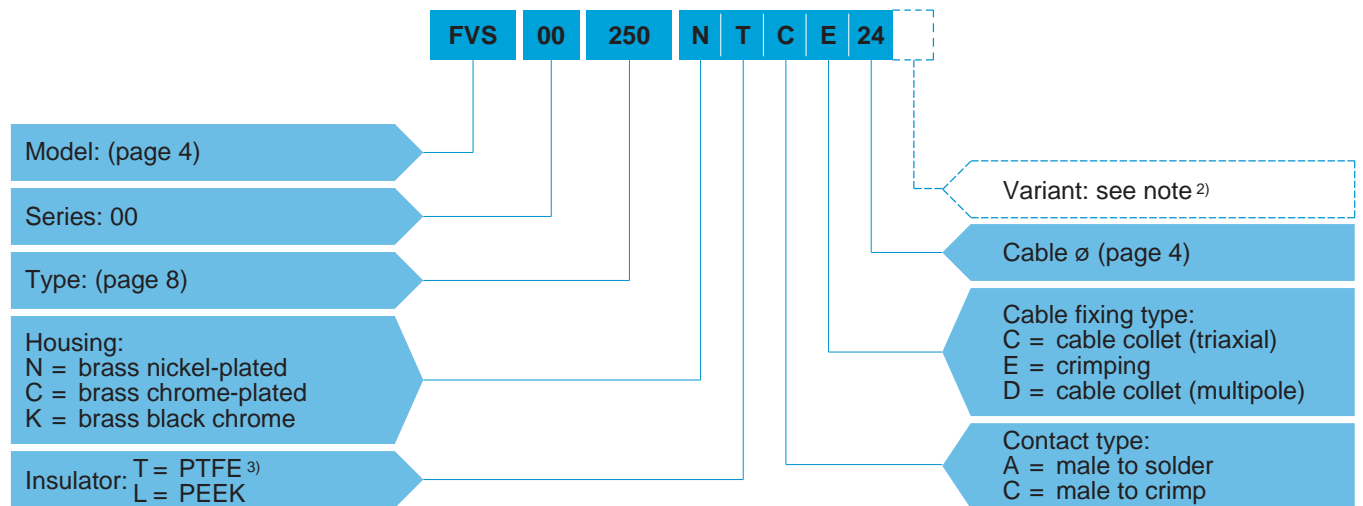 FVS 00 250 N T C E 24
Model: (page 4)
Series: 00
Type: (page 8)
Housing:
N = brass nickel-plated
C = brass chrome-plated
K = brass black chrome
Insulator: T = PTFE 3)
L = PEEK
Variant: see note 2)
Cable ø (page 4)
Cable fixing type:
C = cable collet (triaxial)
E = crimping
D = cable collet (multipole)
Contact type:
A = male to solder
C = male to crimp